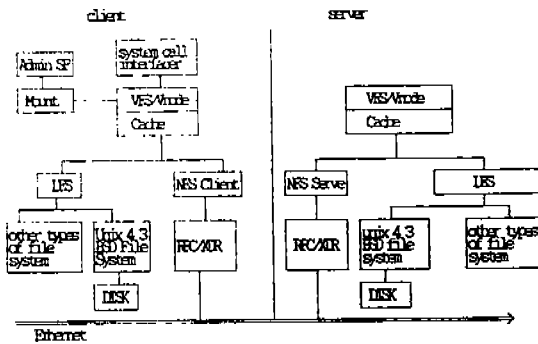 client
server
Admin SP
system call
interfacer
Mount
VFS/Vnode
Cache
VFS/Vnode
Cache
LFS
NFS Client
NFS Serve
LFS
other types
of file
system
Unix 4.3
BSD File
System
RPC/XDR
RPC/XDR
unix 4.3
BSD file
system
other types
of file
system
DISK
DISK
Ethernet